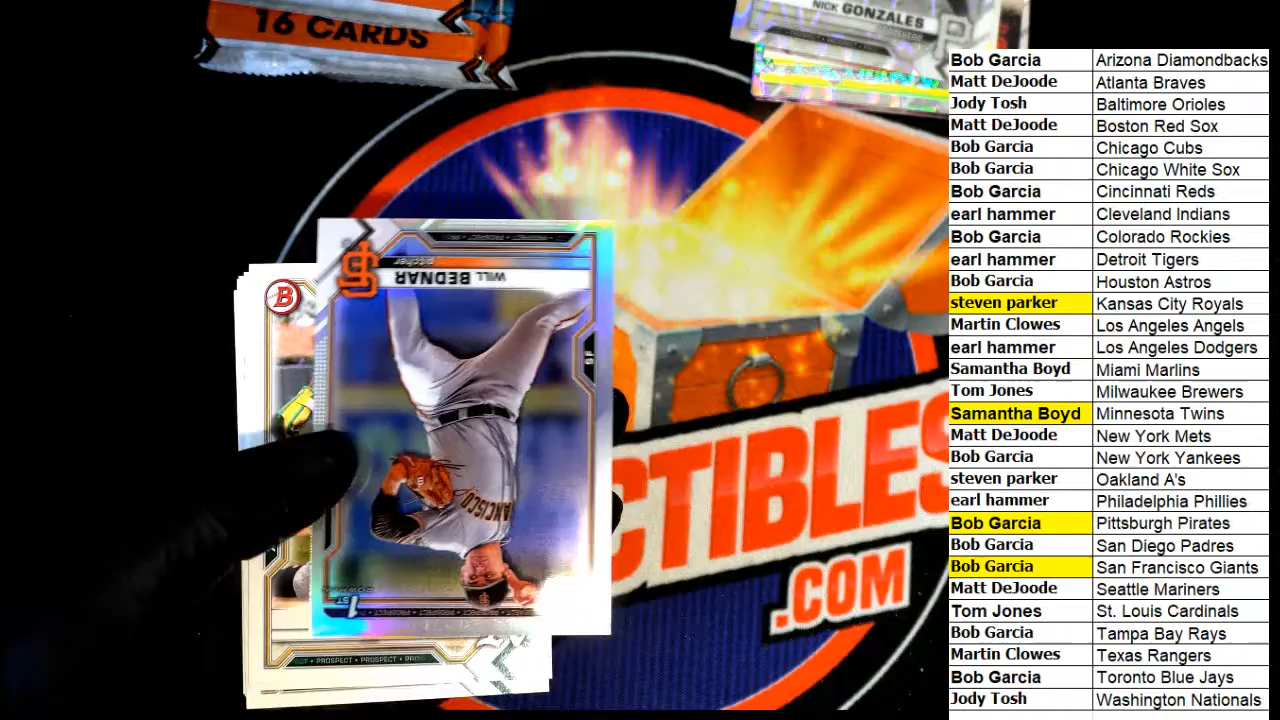 16 CARDS
NICK GONZALES
WILL BEDNAR
pitcher
SF
B
1ST
PROSPECT • PROSPECT • PRO
CTIBLES
.COM
Bob Garcia Arizona Diamondbacks
Matt DeJoode Atlanta Braves
Jody Tosh Baltimore Orioles
Matt DeJoode Boston Red Sox
Bob Garcia Chicago Cubs
Bob Garcia Chicago White Sox
Bob Garcia Cincinnati Reds
earl hammer Cleveland Indians
Bob Garcia Colorado Rockies
earl hammer Detroit Tigers
Bob Garcia Houston Astros
steven parker Kansas City Royals
Martin Clowes Los Angeles Angels
earl hammer Los Angeles Dodgers
Samantha Boyd Miami Marlins
Tom Jones Milwaukee Brewers
Samantha Boyd Minnesota Twins
Matt DeJoode New York Mets
Bob Garcia New York Yankees
steven parker Oakland A's
earl hammer Philadelphia Phillies
Bob Garcia Pittsburgh Pirates
Bob Garcia San Diego Padres
Bob Garcia San Francisco Giants
Matt DeJoode Seattle Mariners
Tom Jones St. Louis Cardinals
Bob Garcia Tampa Bay Rays
Martin Clowes Texas Rangers
Bob Garcia Toronto Blue Jays
Jody Tosh Washington Nationals